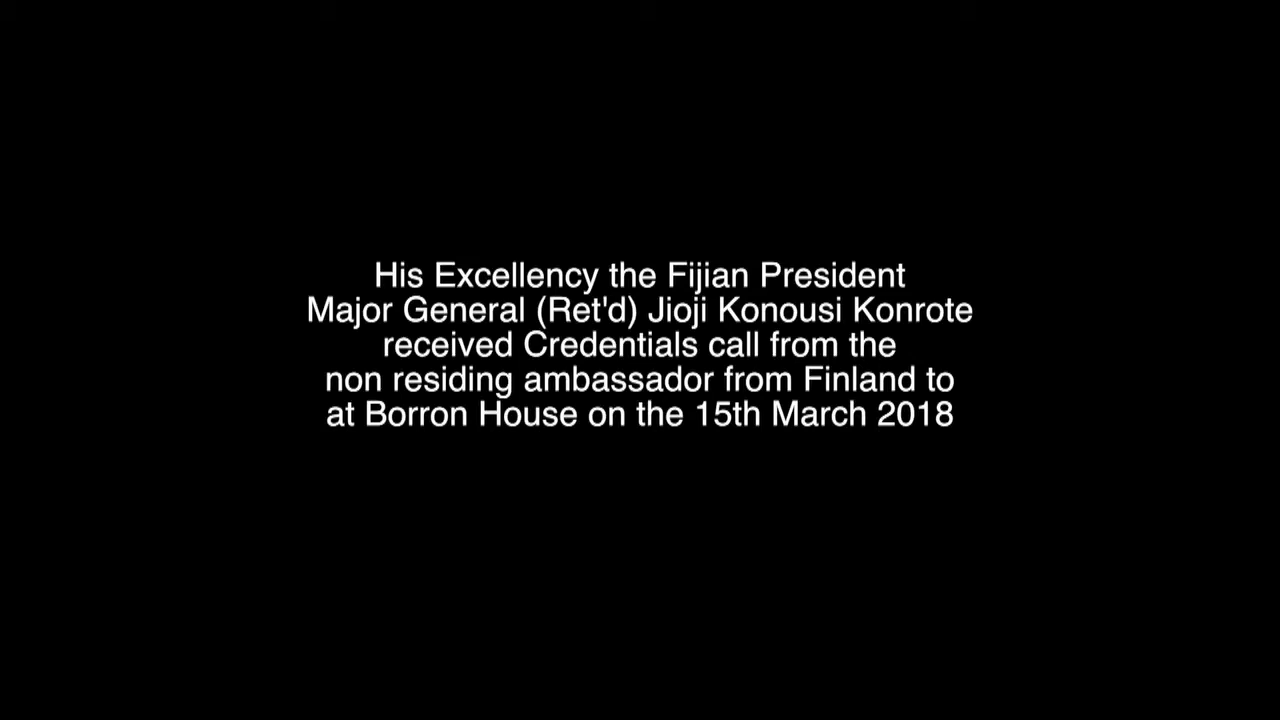 His Excellency the Fijian President
Major General (Ret'd) Jioji Konousi Konrote
received Credentials call from the
non residing ambassador from Finland to
at Borron House on the 15th March 2018